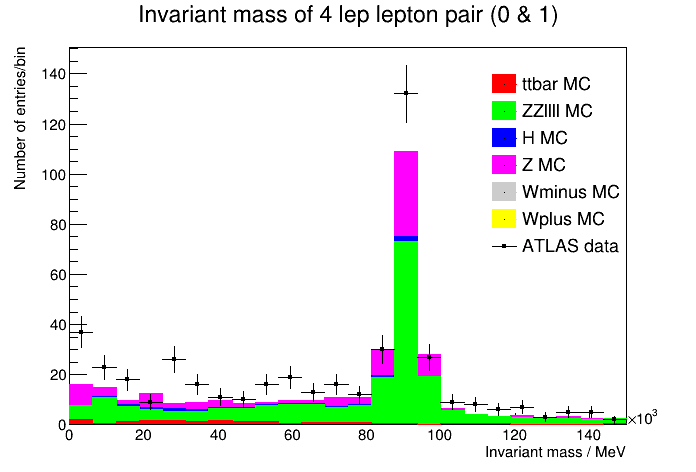 Invariant mass of 4 lep lepton pair (0 & 1)
Number of entries/bin
140
120
100
80
60
40
20
0
ttbar MC
ZZllll MC
H MC
Z MC
Wminus MC
Wplus MC
ATLAS data
0 20 40 60 80 100 120 140
×10³
Invariant mass / MeV